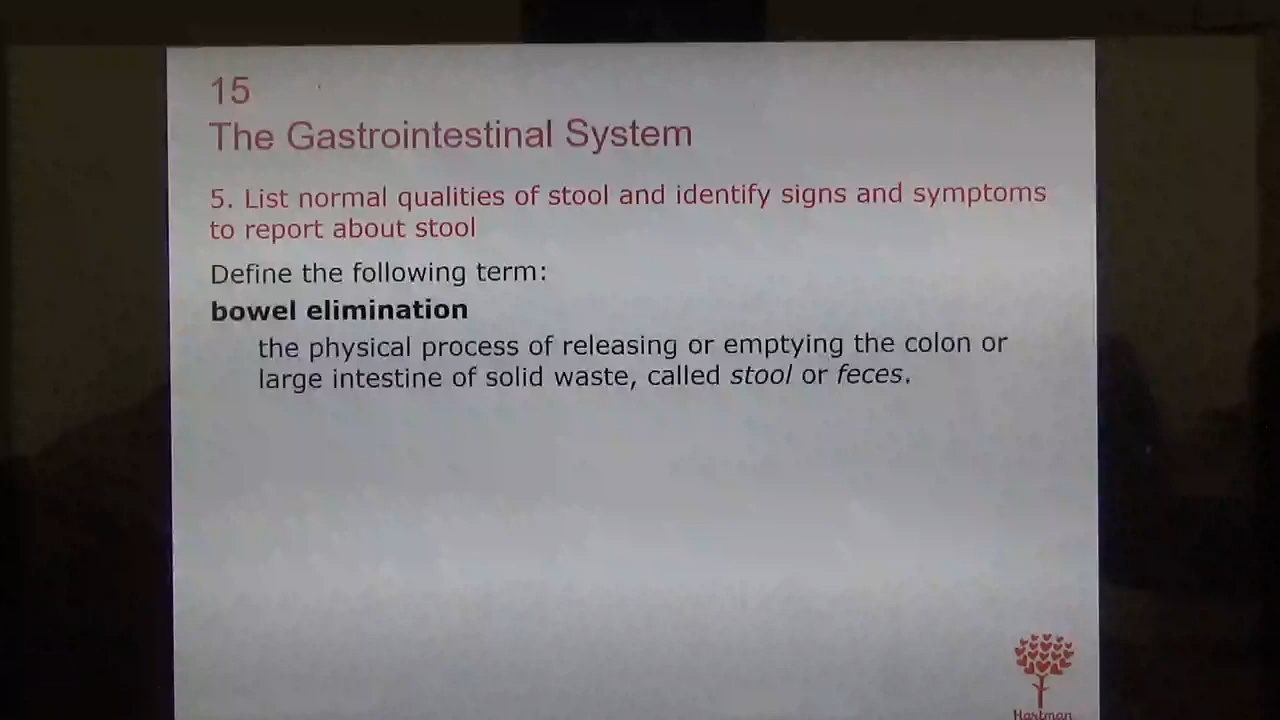 15
The Gastrointestinal System
5. List normal qualities of stool and identify signs and symptoms
to report about stool
Define the following term:
bowel elimination
the physical process of releasing or emptying the colon or
large intestine of solid waste, called stool or feces.
Hartman